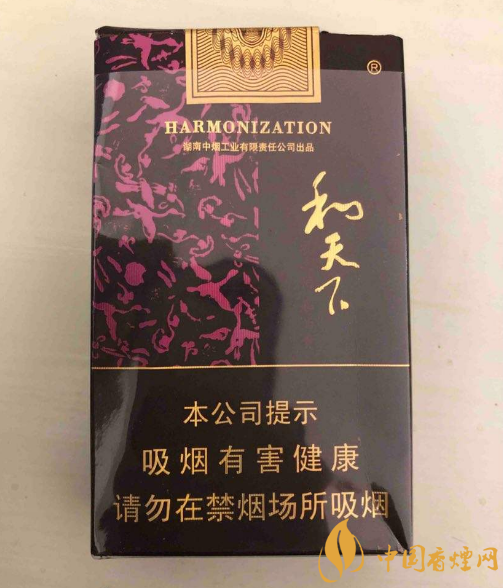 ®
HARMONIZATION
湖南中烟工业有限责任公司出品
和天下
本公司提示
吸烟有害健康
请勿在禁烟场所吸烟
中国香烟网